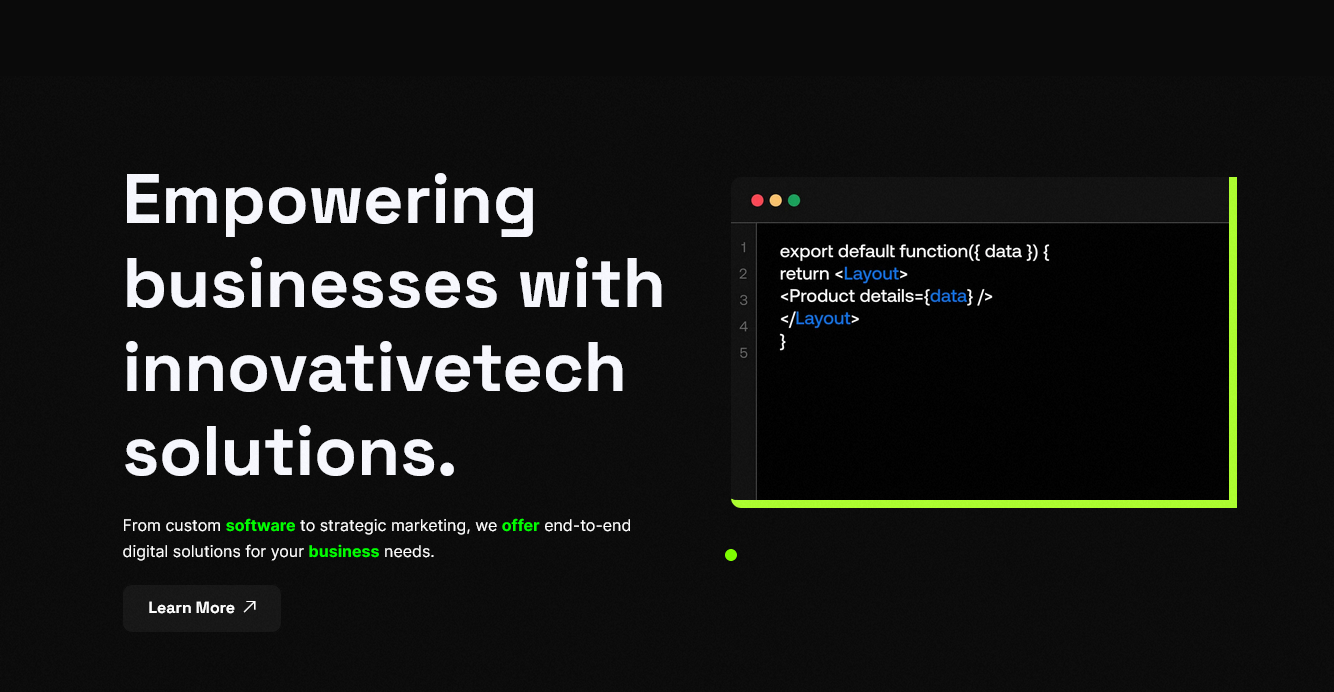 Empowering
businesses with
innovativetech
solutions.
From custom software to strategic marketing, we offer end-to-end
digital solutions for your business needs.
Learn More
1
2
3
4
5
export default function({ data }) {
return <Layout>
<Product details={data} />
</Layout>
}